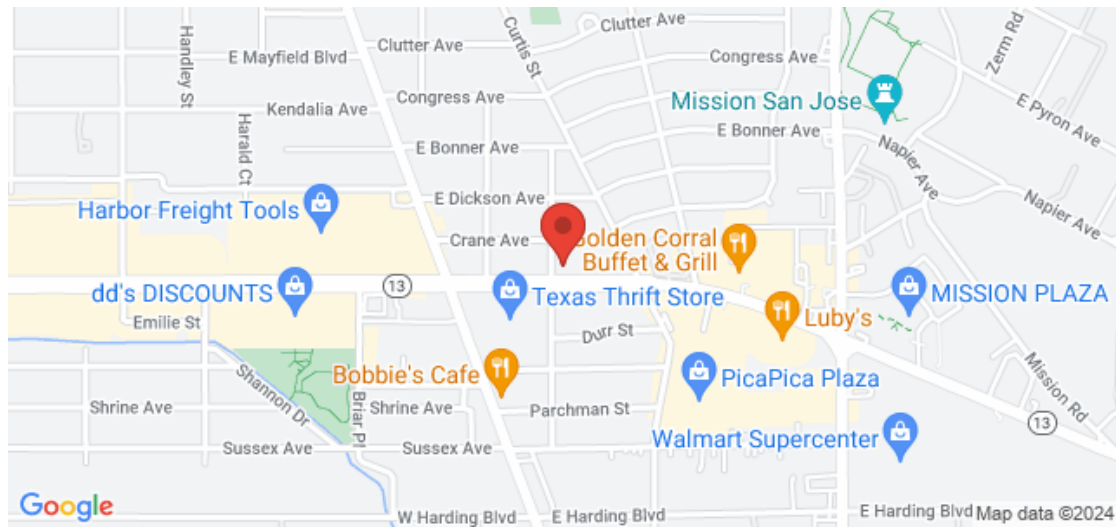 Clutter Ave
Handley St
Clutter Ave
Curtis St
E Mayfield Blvd
Congress Ave
Zerm Rd
Congress Ave
Mission San Jose
Kendalia Ave
E Pyron Ave
Harald Ct
E Bonner Ave
E Bonner Ave
Napier Ave
E Dickson Ave
Napier Ave
Harbor Freight Tools
Crane Ave
Golden Corral
Buffet & Grill
13
dd's DISCOUNTS
Texas Thrift Store
MISSION PLAZA
Emilie St
Luby's
Durr St
Bobbie's Cafe
PicaPica Plaza
Shannon Dr
Mission Rd
Briar Pl
Shrine Ave
Shrine Ave
Parchman St
13
Walmart Supercenter
Sussex Ave
Sussex Ave
Google
W Harding Blvd
E Harding Blvd
E Harding Blvd
Map data ©2024